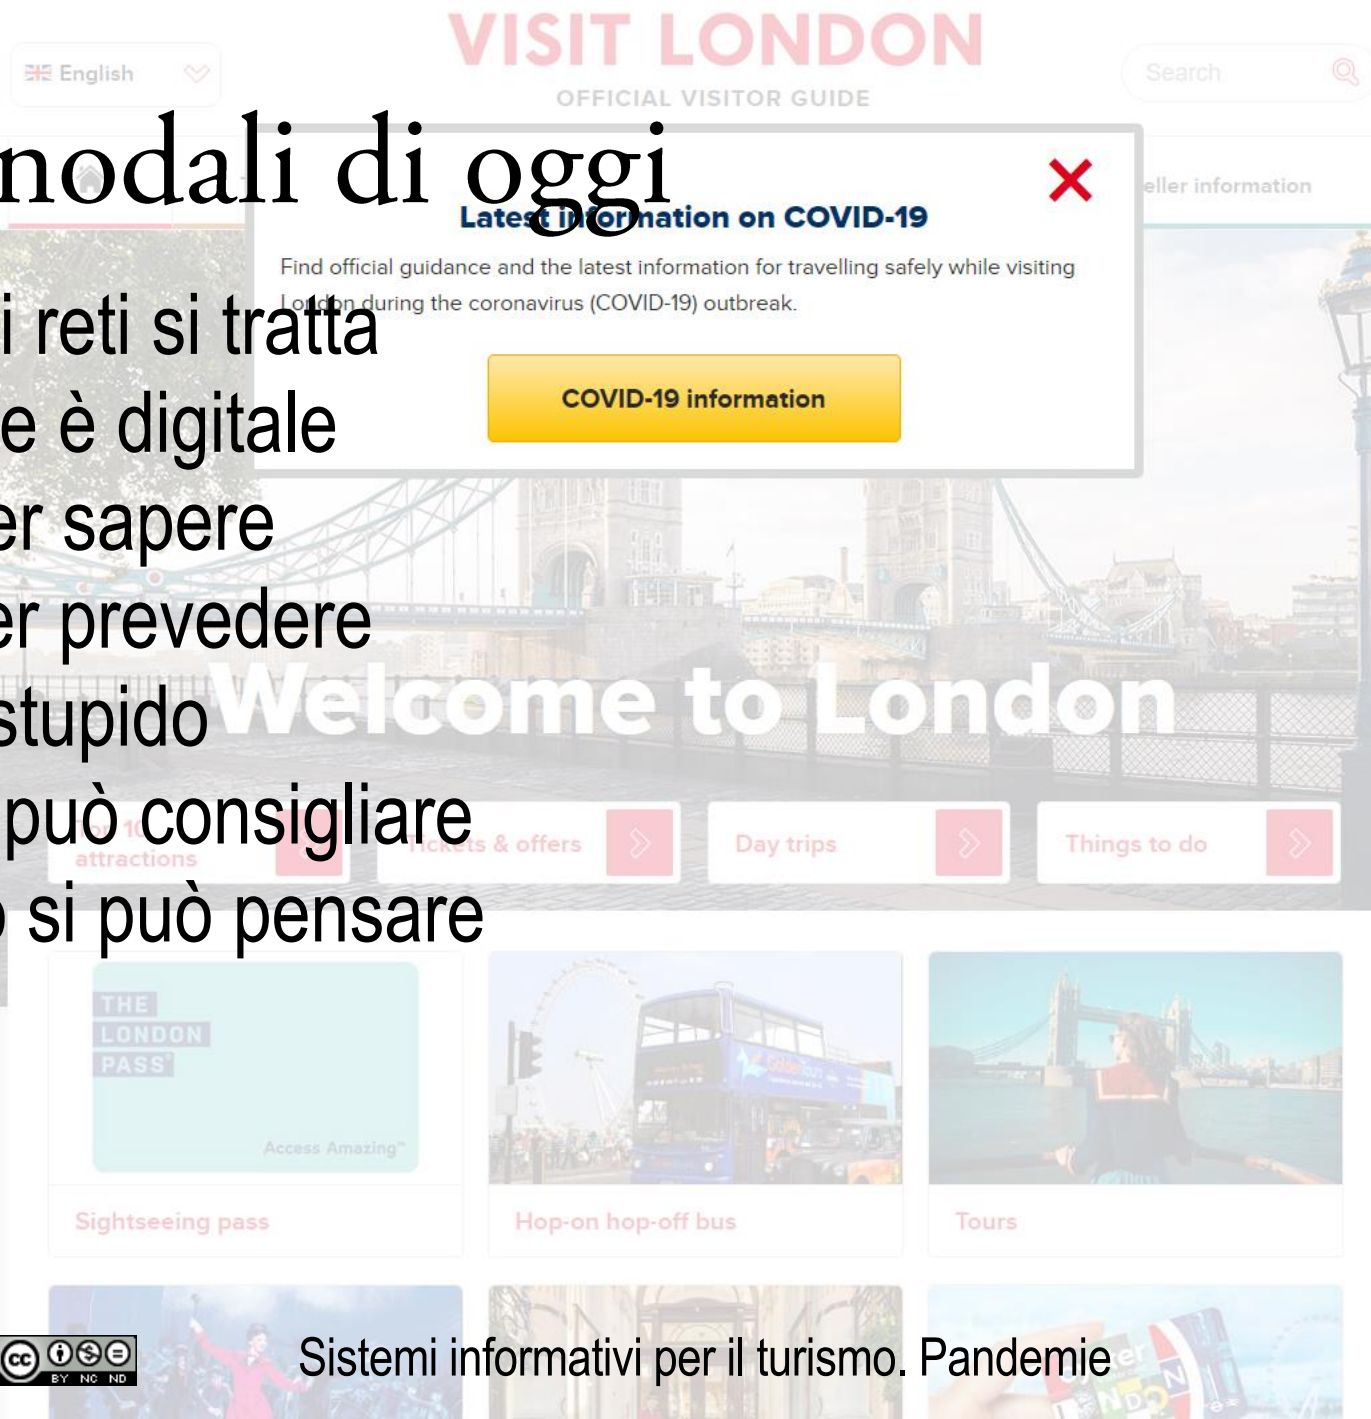 VISIT LONDON
English
Search
OFFICIAL VISITOR GUIDE
nodali di oggi
eller information
Latest information on COVID-19
Find official guidance and the latest information for travelling safely while visiting
London during the coronavirus (COVID-19) outbreak.
i reti si tratta
COVID-19 information
e è digitale
er sapere
er prevedere
stupido
Welcome to London
può consigliare
Top 10
attractions
Tickets & offers
Day trips
Things to do
o si può pensare
THE
LONDON
PASS
Access Amazing™
Sightseeing pass
Hop-on hop-off bus
Tours
cc
BY NC ND
Sistemi informativi per il turismo. Pandemie